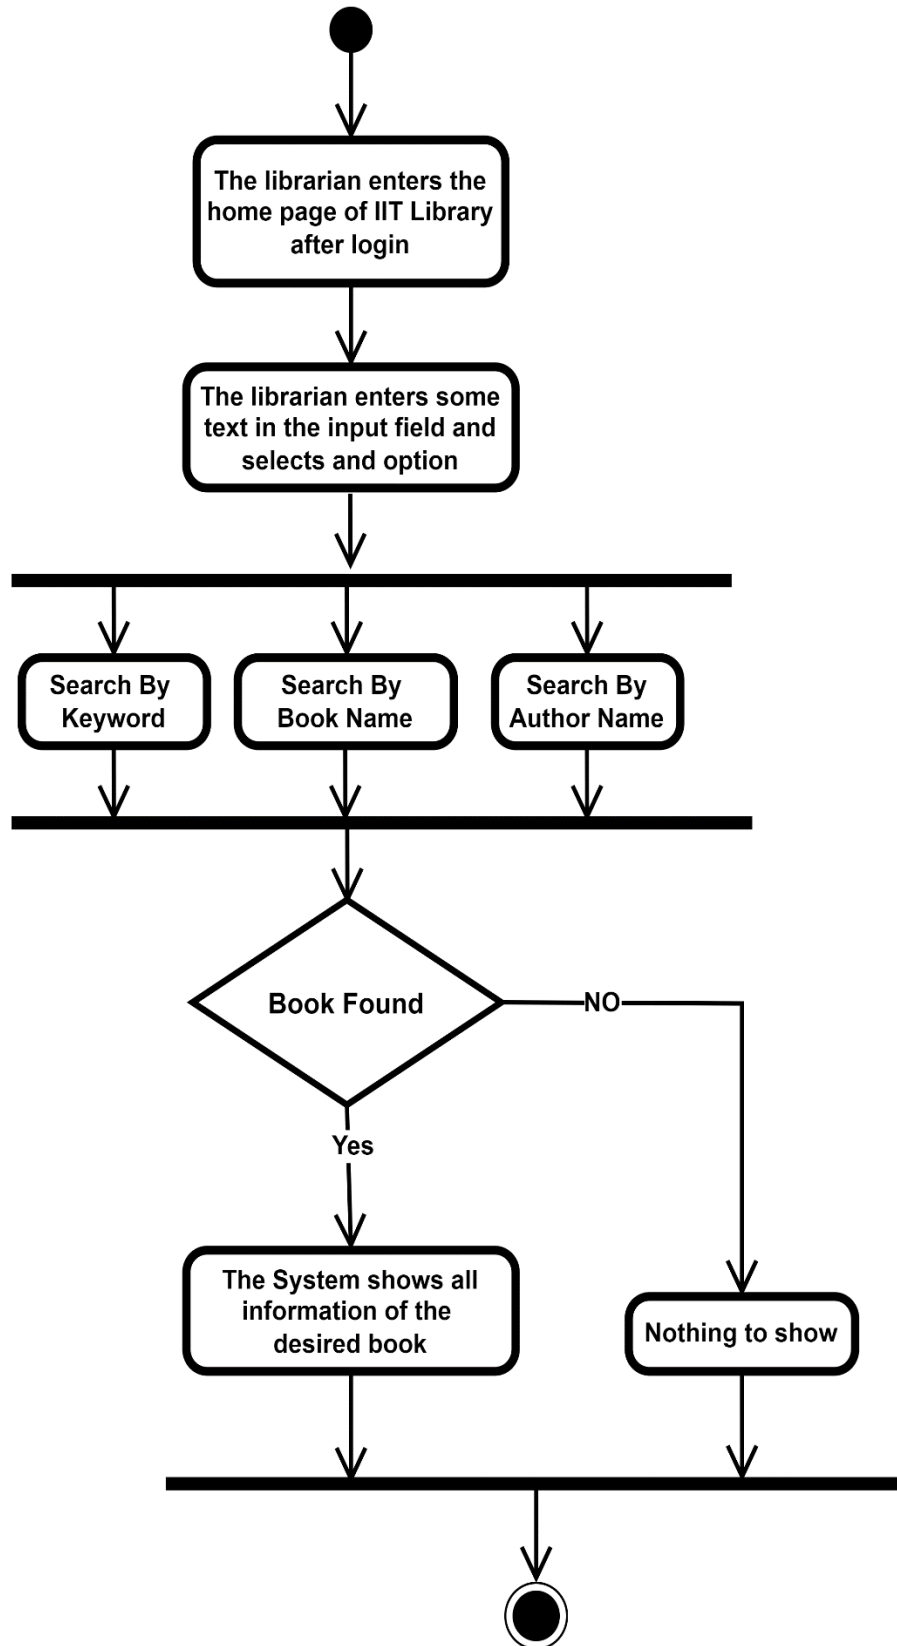 The librarian enters the
home page of IIT Library
after login
The librarian enters some
text in the input field and
selects and option
Search By
Keyword
Search By
Book Name
Search By
Author Name
Book Found
NO
Yes
The System shows all
information of the
desired book
Nothing to show